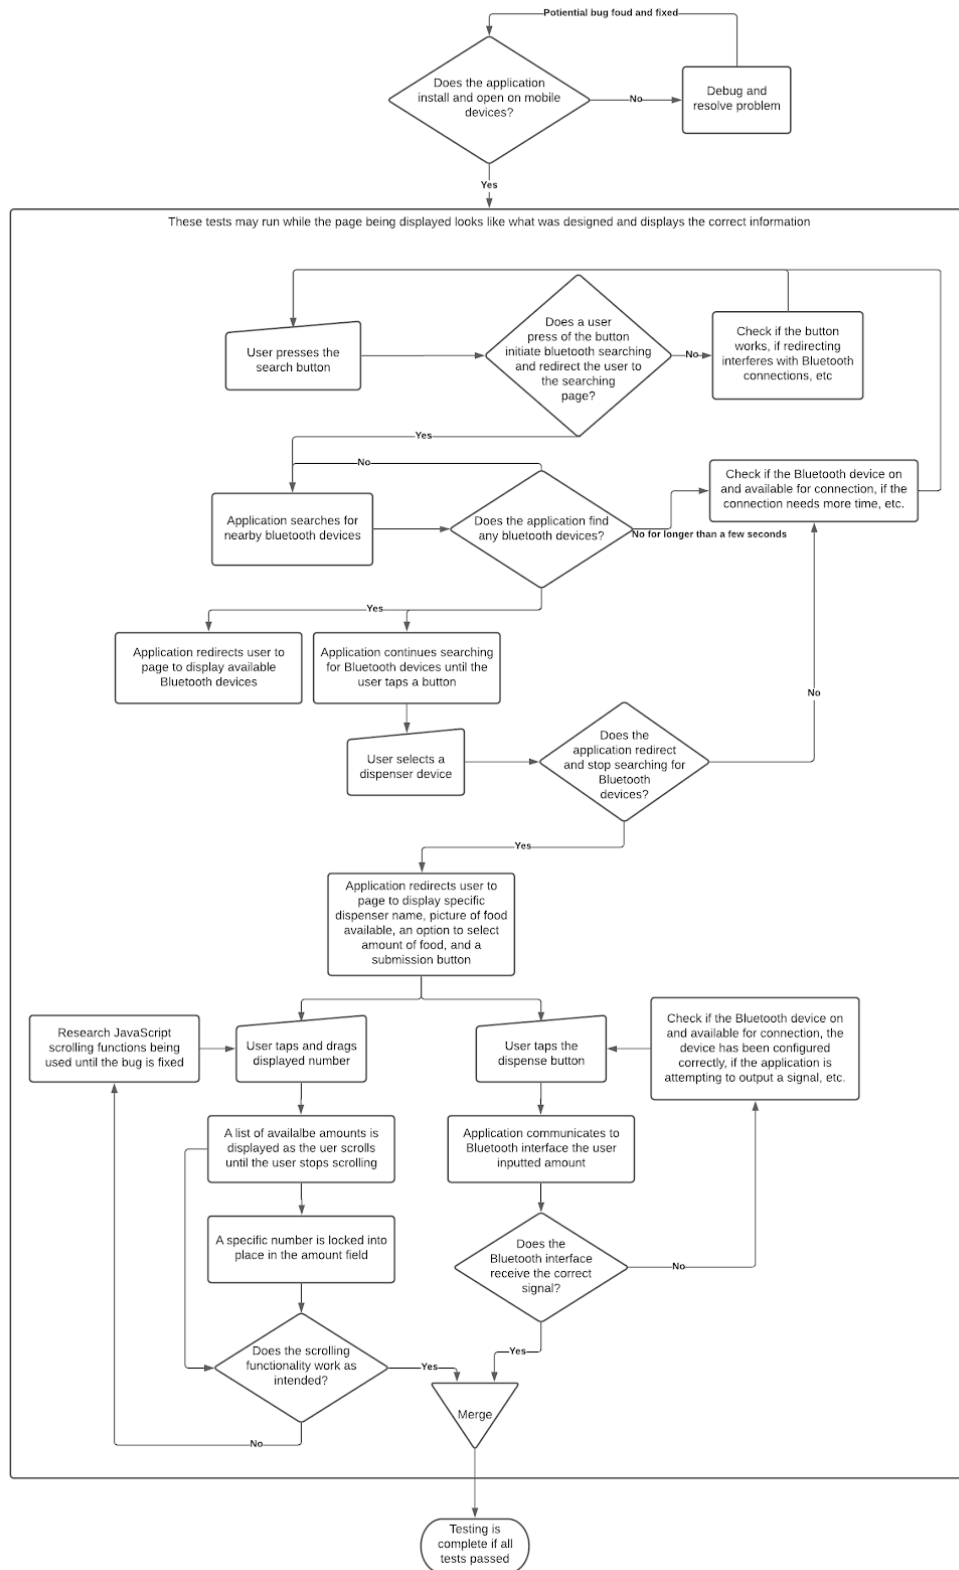 Potiential bug foud and fixed
Does the application
install and open on mobile
devices?
No
Debug and
resolve problem
Yes
These tests may run while the page being displayed looks like what was designed and displays the correct information
User presses the
search button
Does a user
press of the button
initiate bluetooth searching
and redirect the user to
the searching
page?
No
Check if the button
works, if redirecting
interferes with Bluetooth
connections, etc
Yes
No
Application searches for
nearby bluetooth devices
Does the application find
any bluetooth devices?
No for longer than a few seconds
Check if the Bluetooth device on
and available for connection, if the
connection needs more time, etc.
Yes
Application redirects user to
page to display available
Bluetooth devices
Application continues searching
for Bluetooth devices until the
user taps a button
No
User selects a
dispenser device
Does the
application redirect
and stop searching for
Bluetooth
devices?
Yes
Application redirects user to
page to display specific
dispenser name, picture of food
available, an option to select
amount of food, and a
submission button
Research JavaScript
scrolling functions being
used until the bug is fixed
User taps and drags
displayed number
User taps the
dispense button
Check if the Bluetooth device on
and available for connection, the
device has been configured
correctly, if the application is
attempting to output a signal, etc.
A list of availalbe amounts is
displayed as the uer scrolls
until the user stops scrolling
Application communicates to
Bluetooth interface the user
inputted amount
A specific number is locked into
place in the amount field
Does the
Bluetooth interface
receive the correct
signal?
No
Does the scrolling
functionality work as
intended?
Yes
Yes
Merge
No
Testing is
complete if all
tests passed